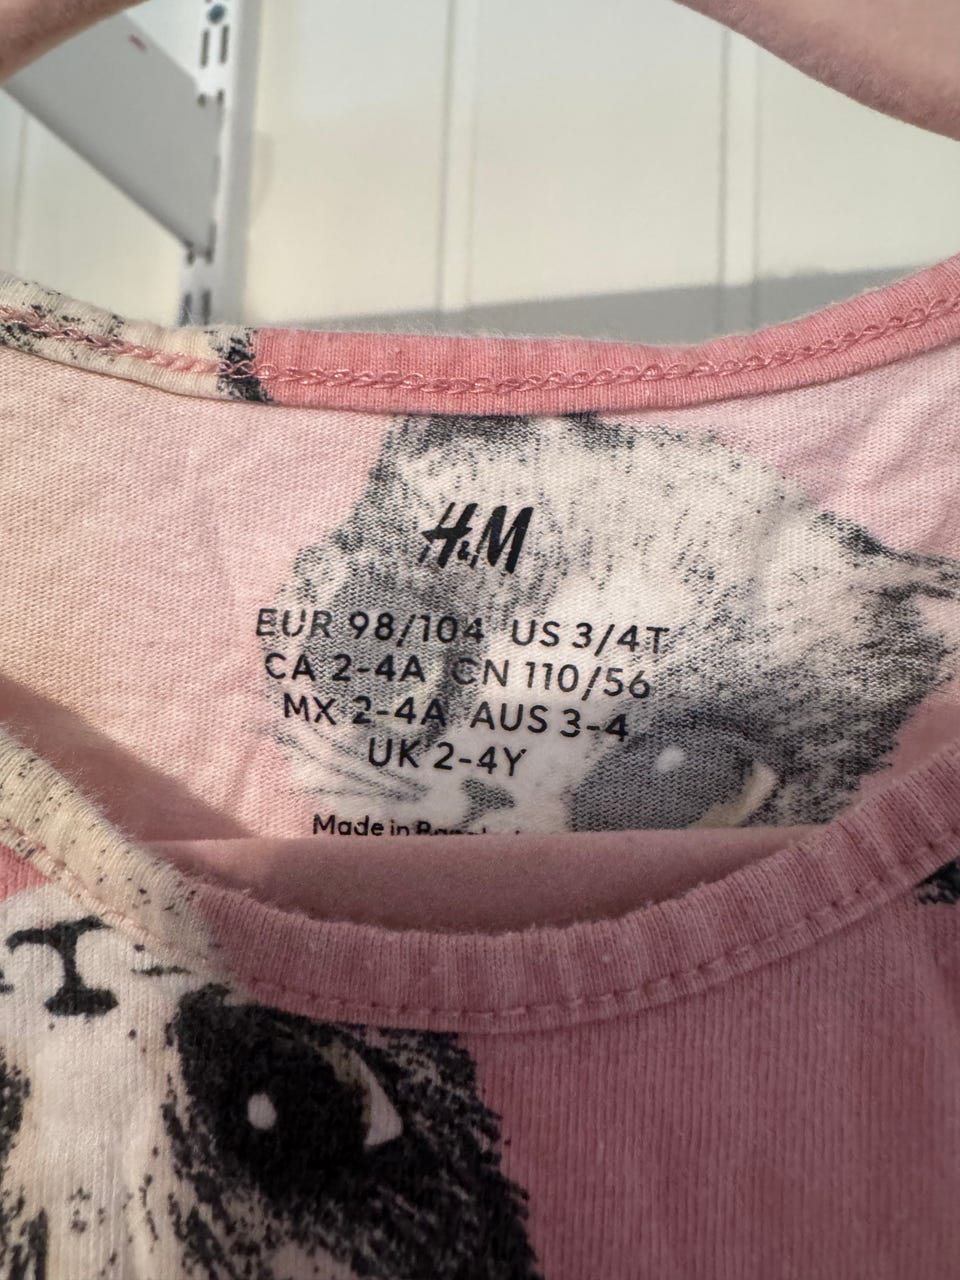 H&M
EUR 98/104 US 3/4T
CA 2-4A CN 110/56
MX 2-4A AUS 3-4
UK 2-4Y
Made in